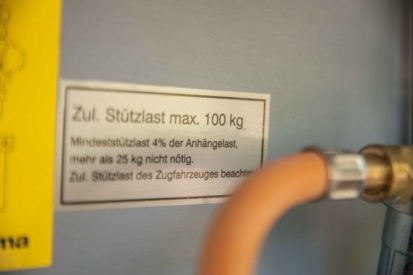 Zul. Stützlast max. 100 kg
Mindeststützlast 4% der Anhängelast,
mehr als 25 kg nicht nötig.
Zul. Stützlast des Zugfahrzeuges beachten!
ma